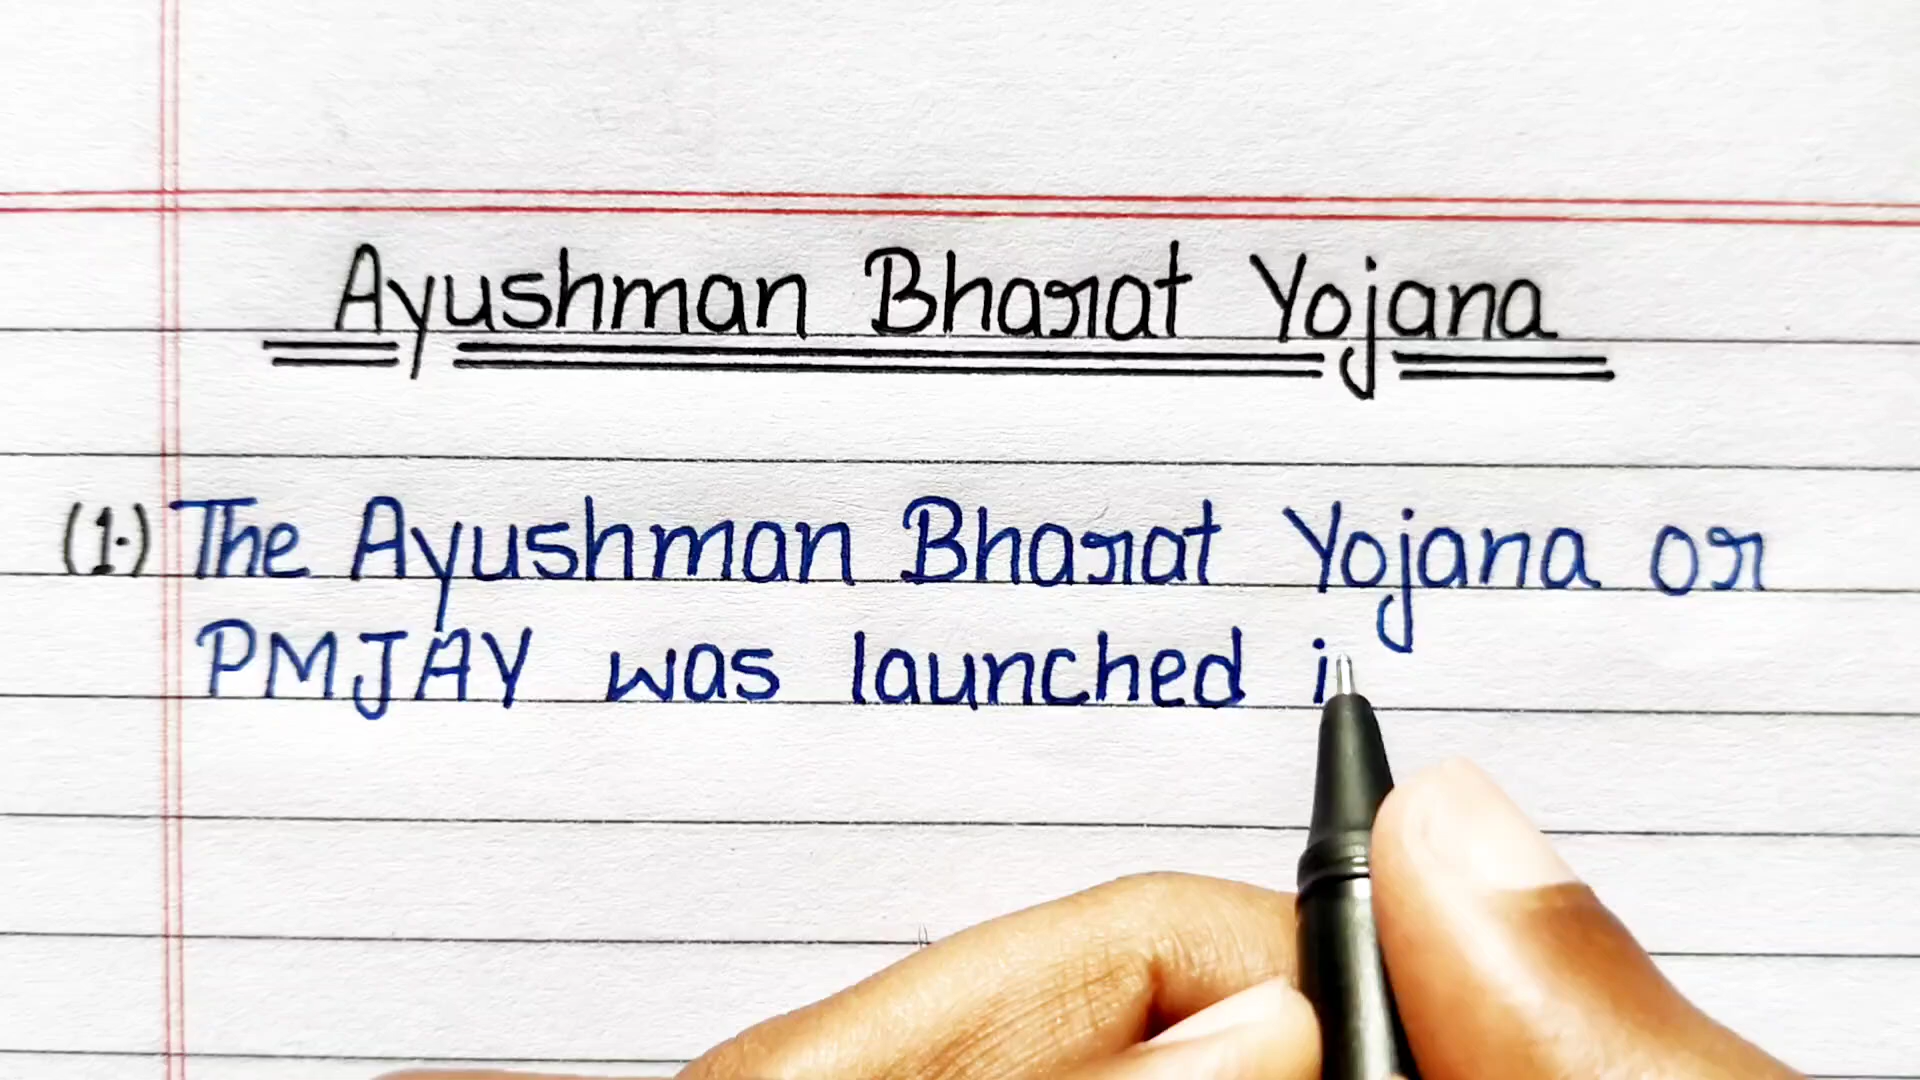 Ayushman Bharat Yojana
(1.) The Ayushman Bharat Yojana or
PMJAY was launched i